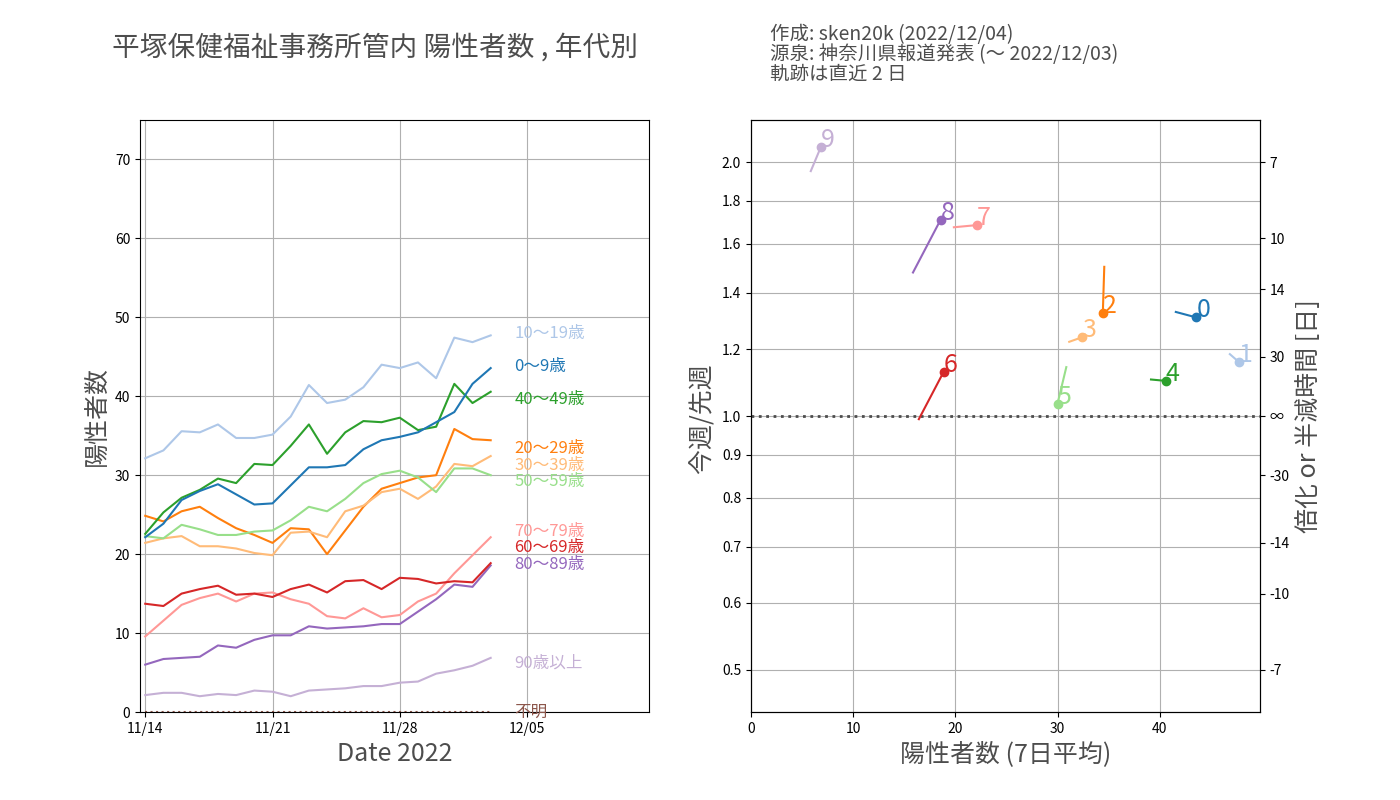 平塚保健福祉事務所管内 陽性者数 , 年代別
作成: sken20k (2022/12/04)
源泉: 神奈川県報道発表 (〜 2022/12/03)
軌跡は直近 2 日
陽性者数
70
60
50
40
30
20
10
0
11/14
11/21
11/28
12/05
Date 2022
10〜19歳
0〜9歳
40〜49歳
20〜29歳
30〜39歳
50〜59歳
70〜79歳
60〜69歳
80〜89歳
90歳以上
不明
今週/先週
2.0
1.8
1.6
1.4
1.2
1.0
0.9
0.8
0.7
0.6
0.5
9
8
7
2
3
0
1
6
4
5
0
10
20
30
40
陽性者数 (7日平均)
7
10
14
30
∞
-30
-14
-10
-7
倍化 or 半減時間 [日]